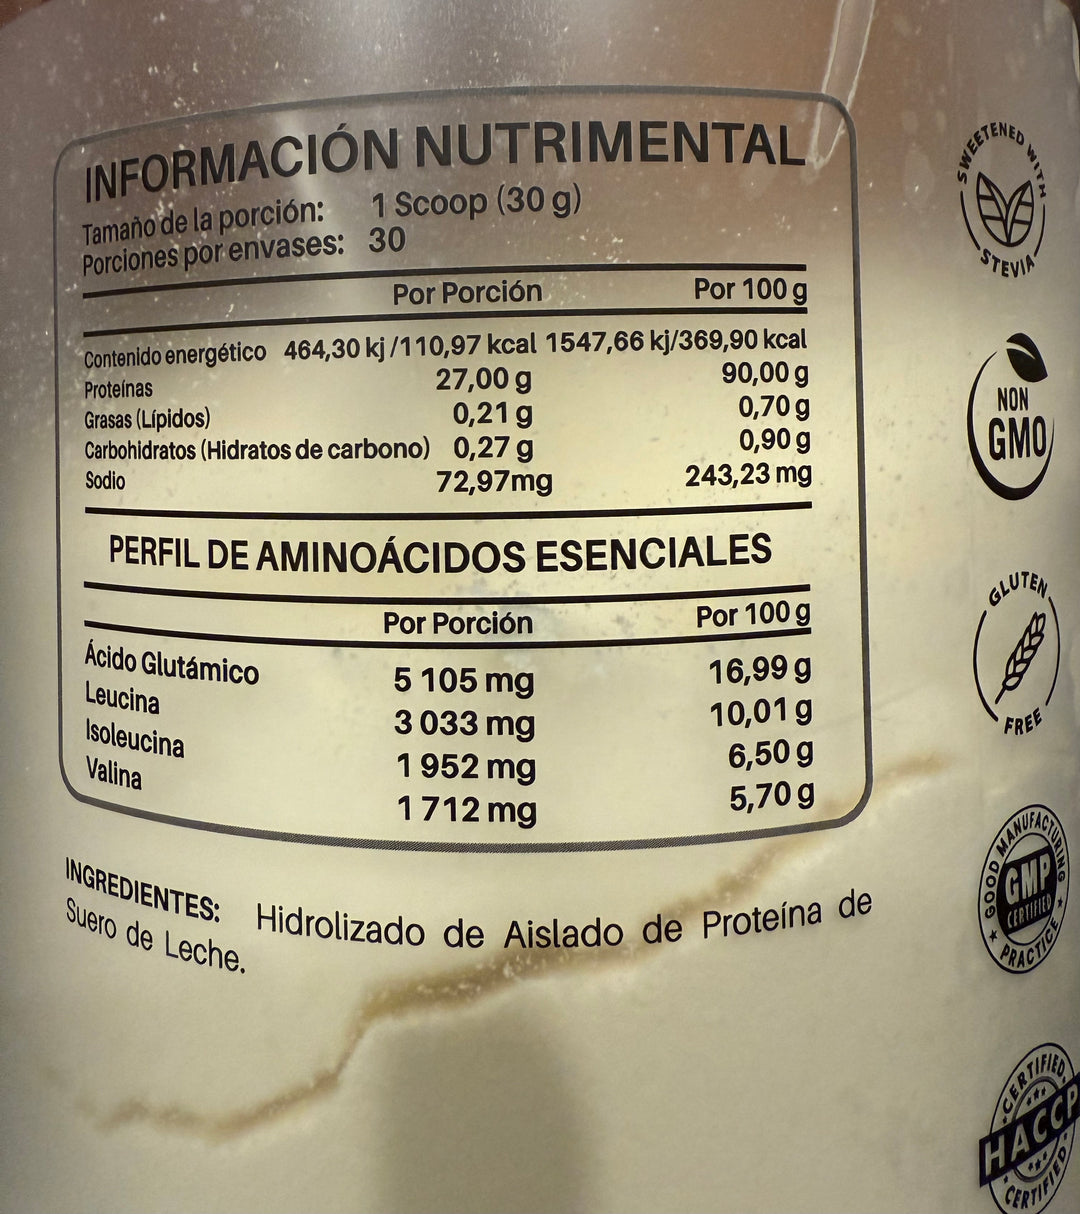 INFORMACIÓN NUTRIMENTAL
Tamaño de la porción: 1 Scoop (30 g)
Porciones por envases: 30
Por Porción Por 100 g
Contenido energético 464,30 kj /110,97 kcal 1547,66 kj/369,90 kcal
Proteínas 27,00 g 90,00 g
Grasas (Lípidos) 0,21 g 0,70 g
Carbohidratos (Hidratos de carbono) 0,27 g 0,90 g
Sodio 72,97mg 243,23 mg
PERFIL DE AMINOÁCIDOS ESENCIALES
Por Porción Por 100 g
Ácido Glutámico 5 105 mg 16,99 g
Leucina 3 033 mg 10,01 g
Isoleucina 1 952 mg 6,50 g
Valina 1 712 mg 5,70 g
INGREDIENTES: Hidrolizado de Aislado de Proteína de
Suero de Leche.
SWEETENED WITH
STEVIA
NON
GMO
GLUTEN
FREE
GOOD MANUFACTURING
GMP
CERTIFIED
PRACTICE
CERTIFIED
HACCP
CERTIFIED